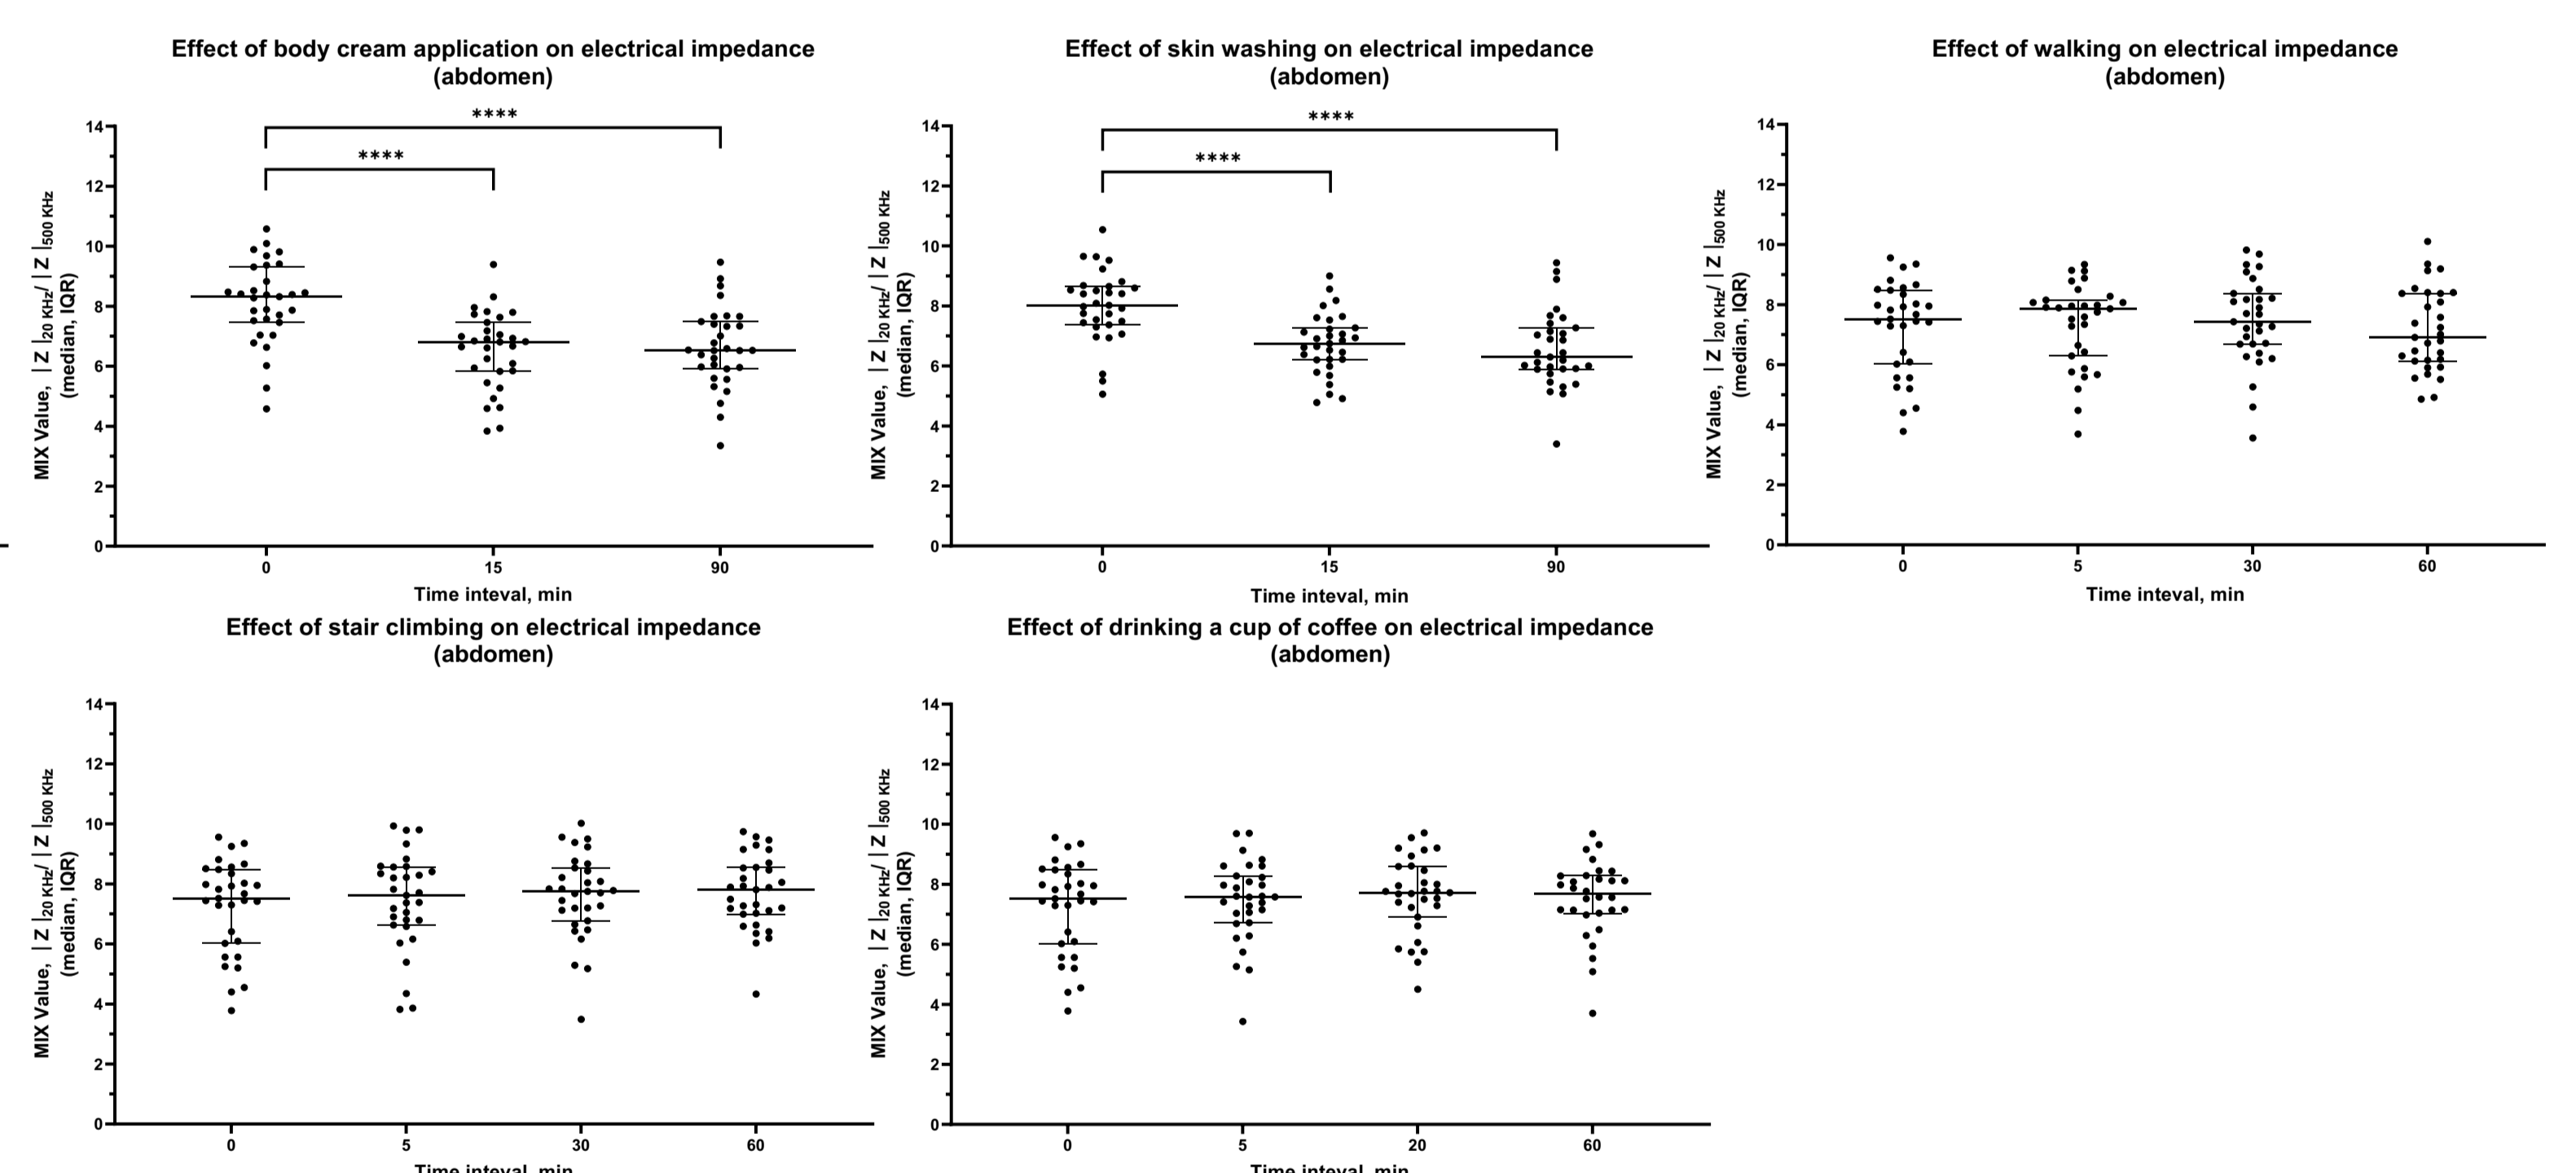 Effect of body cream application on electrical impedance
(abdomen)
****
****
MIX Value, | Z |20 KHz/ | Z |500 KHz
(median, IQR)
14
12
10
8
6
4
2
0
0 15 90
Time inteval, min
Effect of skin washing on electrical impedance
(abdomen)
****
****
MIX Value, | Z |20 KHz/ | Z |500 KHz
(median, IQR)
14
12
10
8
6
4
2
0
0 15 90
Time inteval, min
Effect of walking on electrical impedance
(abdomen)
MIX Value, | Z |20 KHz/ | Z |500 KHz
(median, IQR)
14
12
10
8
6
4
2
0
0 5 30 60
Time inteval, min
Effect of stair climbing on electrical impedance
(abdomen)
MIX Value, | Z |20 KHz/ | Z |500 KHz
(median, IQR)
14
12
10
8
6
4
2
0
0 5 30 60
Time inteval, min
Effect of drinking a cup of coffee on electrical impedance
(abdomen)
MIX Value, | Z |20 KHz/ | Z |500 KHz
(median, IQR)
14
12
10
8
6
4
2
0
0 5 20 60
Time inteval, min